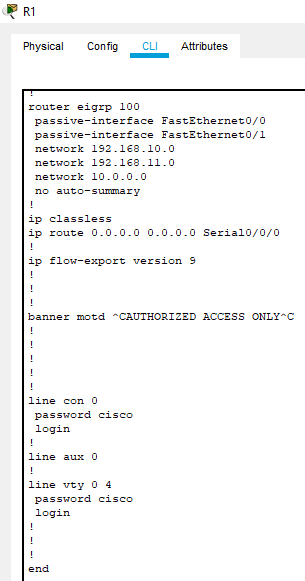 R1
Physical Config CLI Attributes
!
router eigrp 100
 passive-interface FastEthernet0/0
 passive-interface FastEthernet0/1
 network 192.168.10.0
 network 192.168.11.0
 network 10.0.0.0
 no auto-summary
!
ip classless
ip route 0.0.0.0 0.0.0.0 Serial0/0/0
!
ip flow-export version 9
!
!
!
banner motd ^CAUTHORIZED ACCESS ONLY^C
!
!
!
!
!
line con 0
 password cisco
 login
!
line aux 0
!
line vty 0 4
 password cisco
 login
!
!
!
end